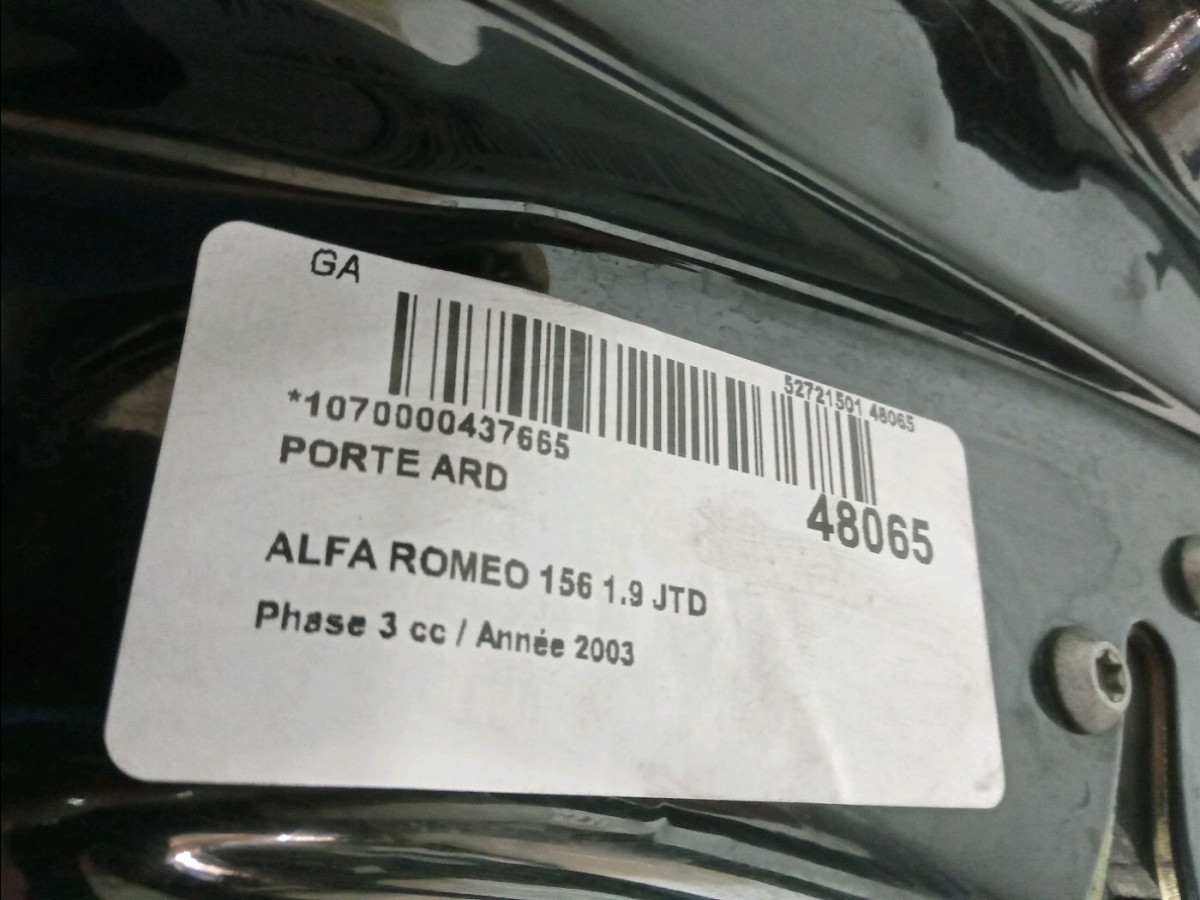 GA
52721501 48065
*1070000437665
PORTE ARD
48065
ALFA ROMEO 156 1.9 JTD
Phase 3 cc / Année 2003